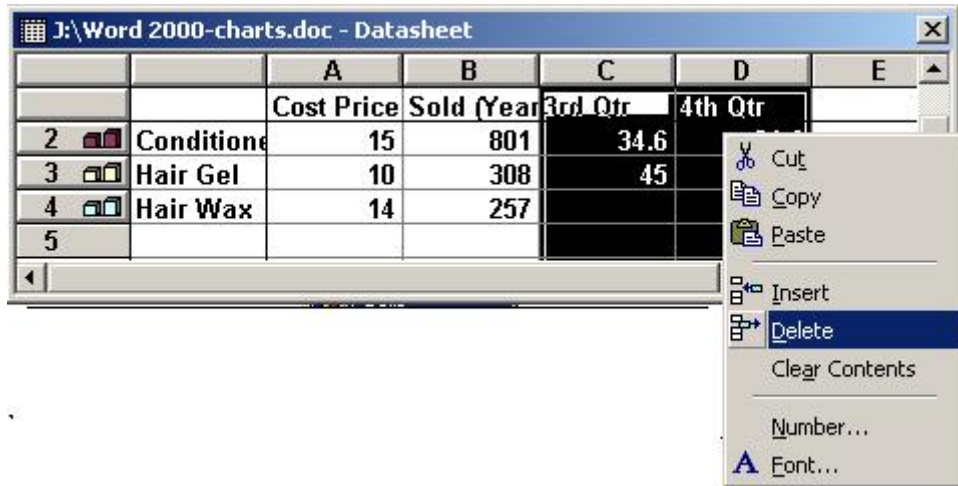 J:\Word 2000-charts.doc - Datasheet
A B C D E
Cost Price Sold (Year 3rd Qtr 4th Qtr
2 Conditione 15 801 34.6
3 Hair Gel 10 308 45
4 Hair Wax 14 257
5
Cut
Copy
Paste
Insert
Delete
Clear Contents
Number...
A Font...